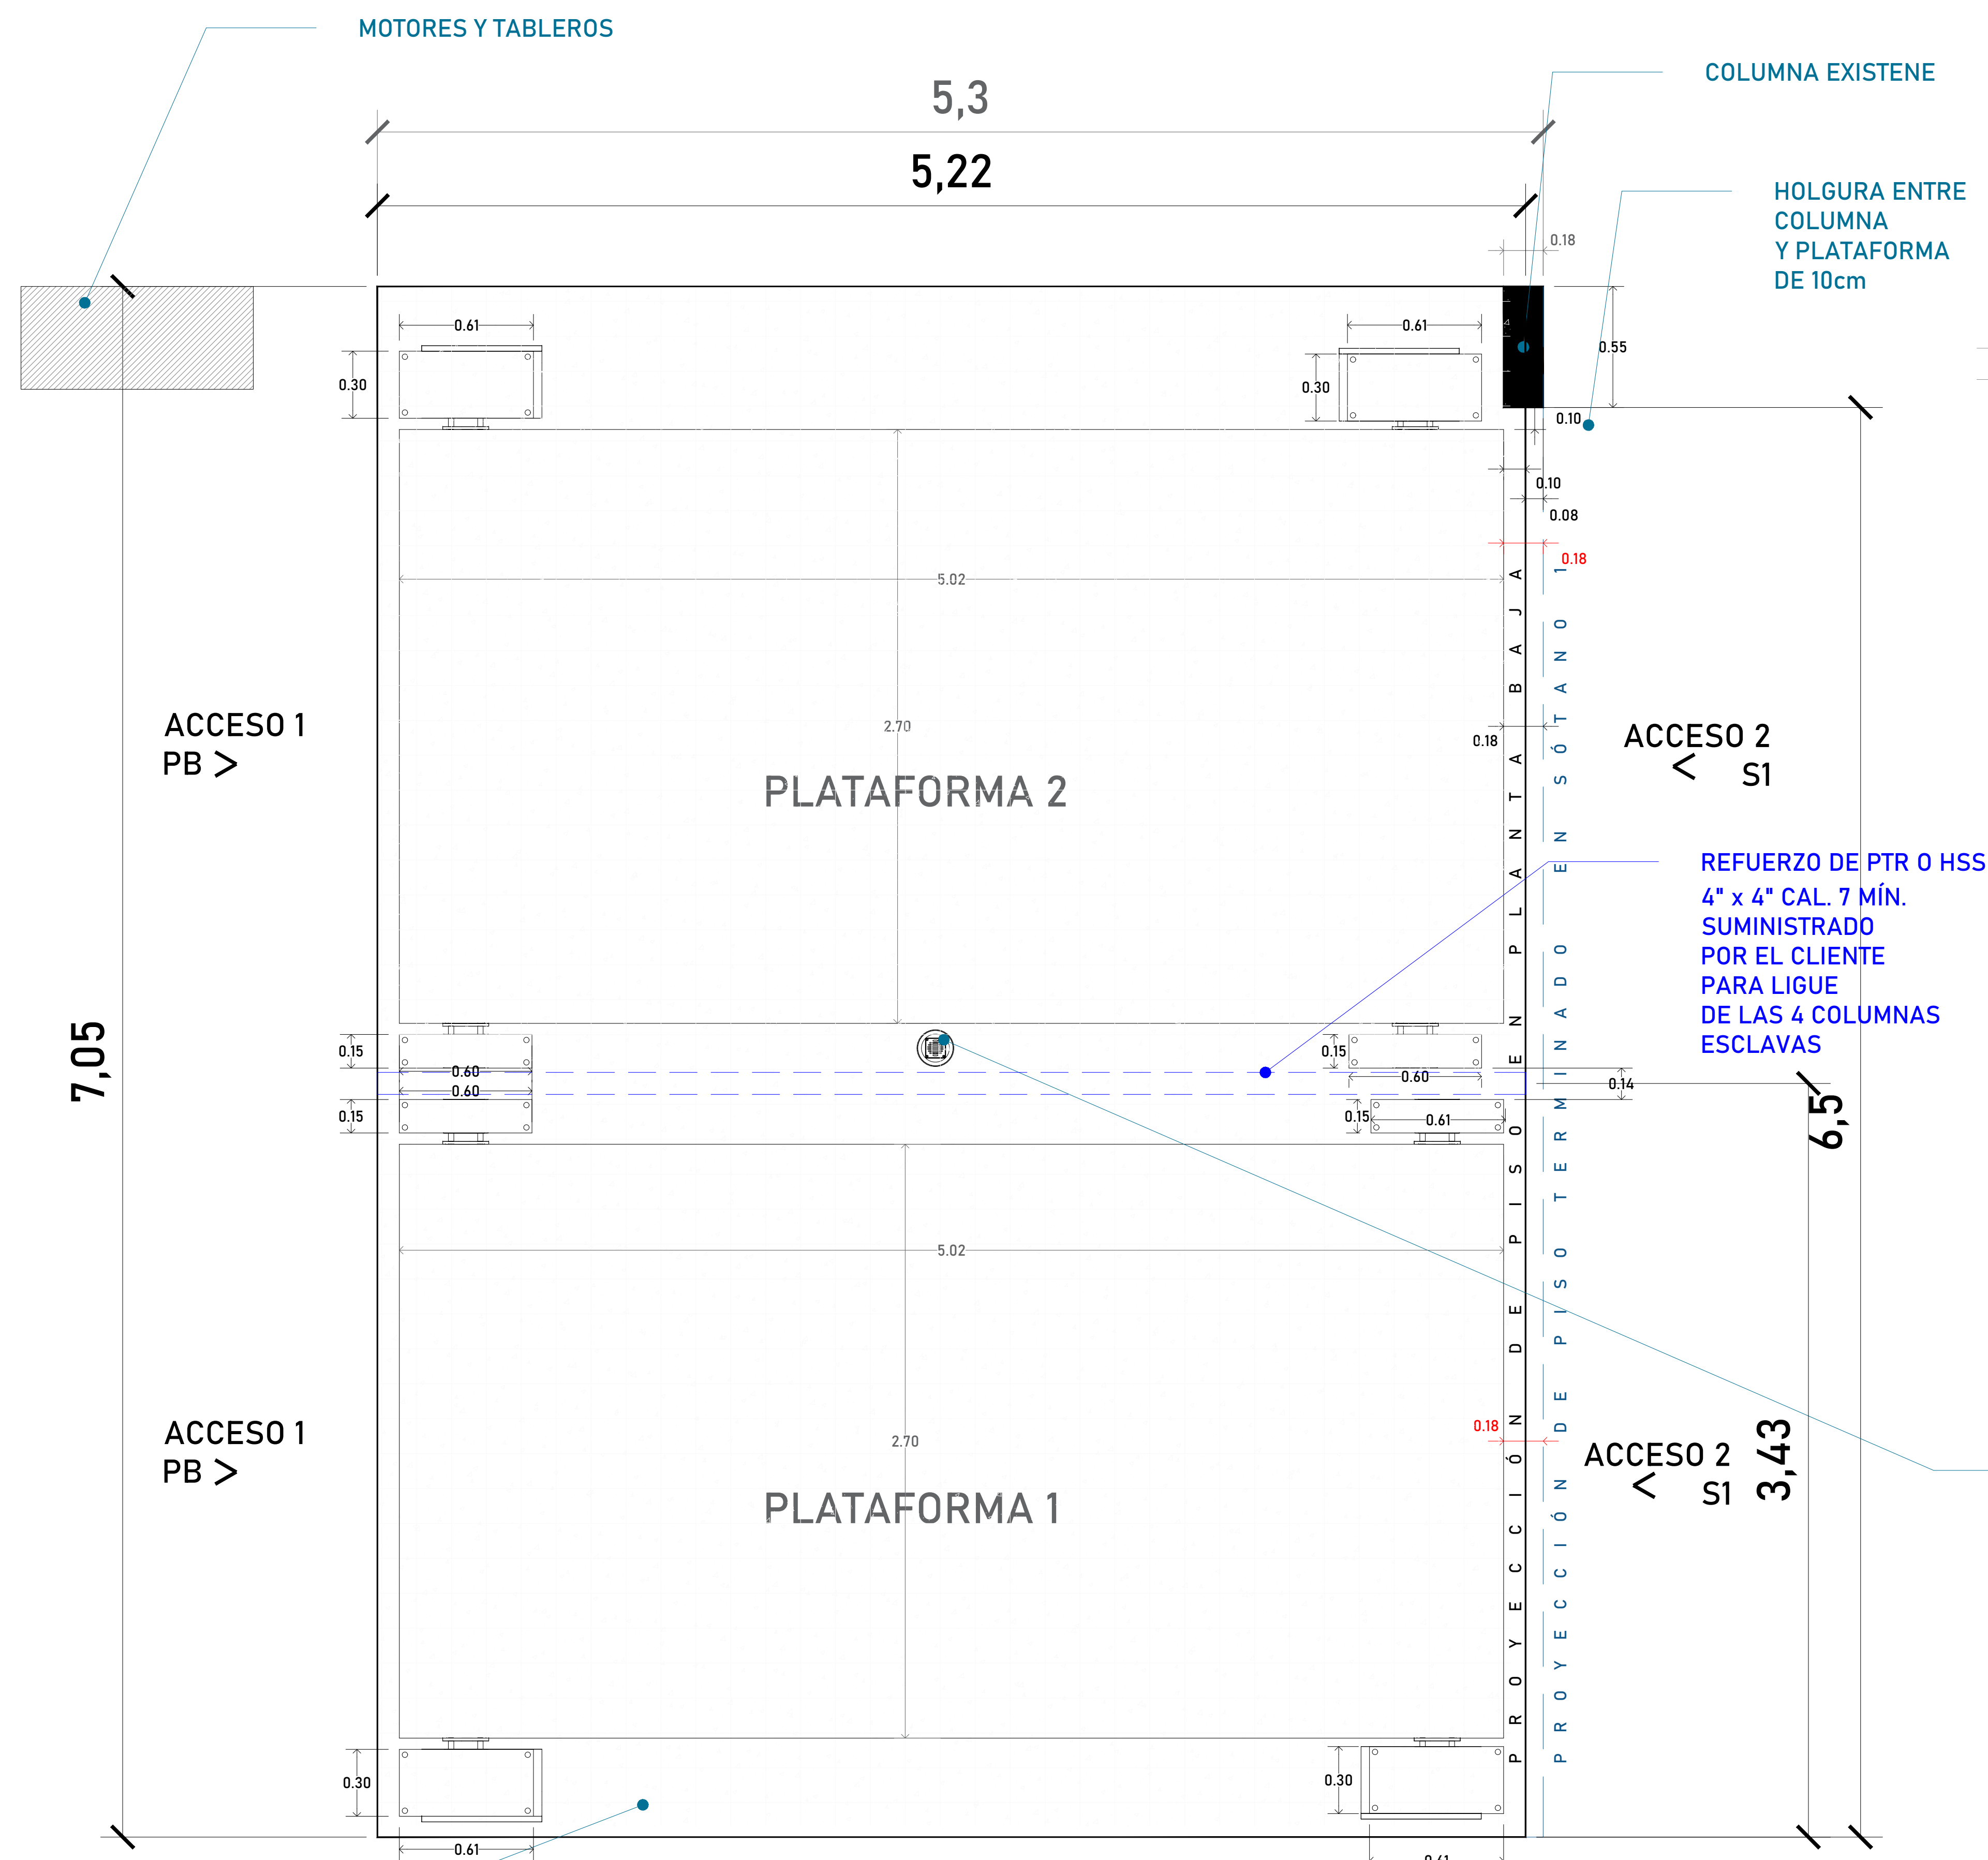 MOTORES Y TABLEROS
COLUMNA EXISTENE
5,3
5,22
HOLGURA ENTRE
COLUMNA
Y PLATAFORMA
DE 10cm
0.18
0.61
0.61
0.55
0.30
0.30
0.10
0.10
0.08
0.18
5.02
2.70
0.18
ACCESO 1
PB >
ACCESO 2
< S1
PLATAFORMA 2
REFUERZO DE PTR O HSS
4" x 4" CAL. 7 MÍN.
SUMINISTRADO
POR EL CLIENTE
PARA LIGUE
DE LAS 4 COLUMNAS
ESCLAVAS
7,05
0.15
0.60
0.60
0.15
0.15
0.60
0.14
0.15
0.61
6,5
5.02
2.70
0.18
ACCESO 1
PB >
ACCESO 2
< S1
3,43
PLATAFORMA 1
PROYECCIÓN DE PISO EN PLANTA BAJA
PROYECCIÓN DE PISO TERMINADO EN SÓTANO 1
0.30
0.30
0.61